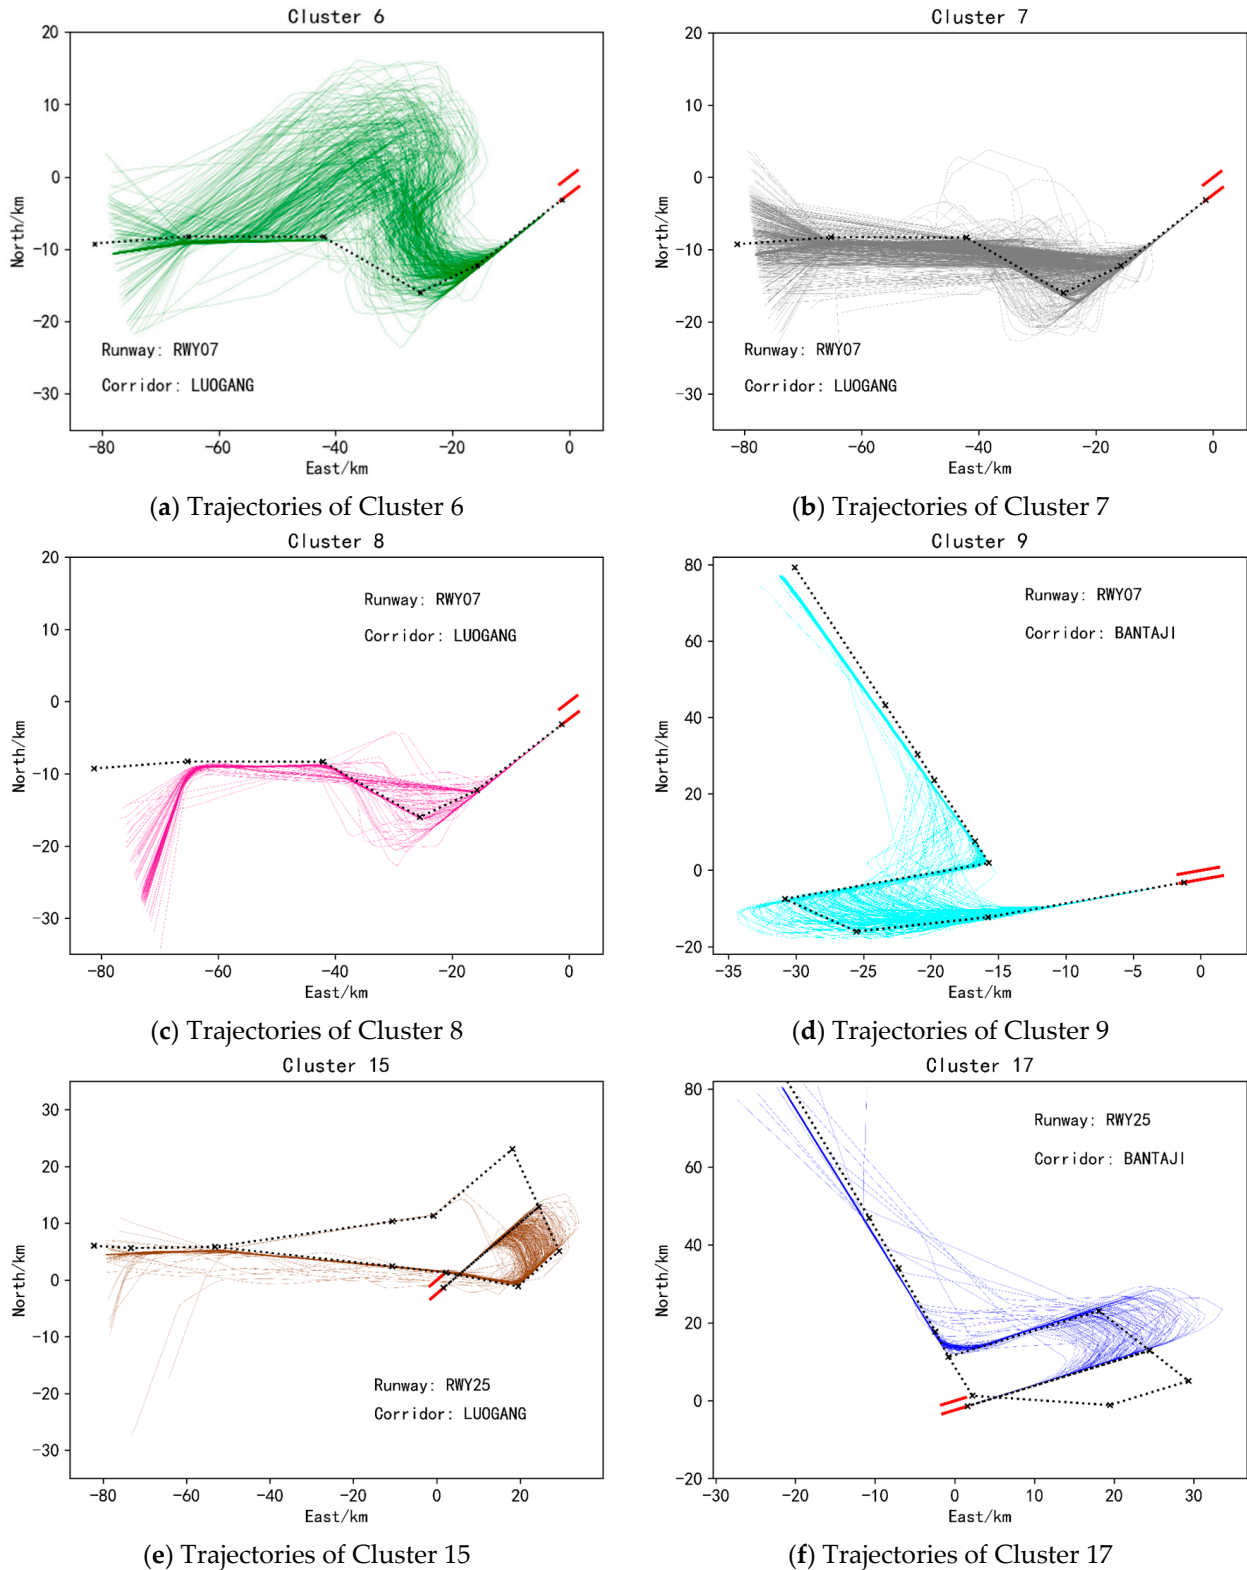 Cluster 6
20
10
0
−10
−20
−30
North/km
Runway: RWY07
Corridor: LUOGANG
−80 −60 −40 −20 0
East/km
(a) Trajectories of Cluster 6
Cluster 7
20
10
0
−10
−20
−30
North/km
Runway: RWY07
Corridor: LUOGANG
−80 −60 −40 −20 0
East/km
(b) Trajectories of Cluster 7
Cluster 8
20
10
0
−10
−20
−30
North/km
Runway: RWY07
Corridor: LUOGANG
−80 −60 −40 −20 0
East/km
(c) Trajectories of Cluster 8
Cluster 9
80
60
40
20
0
−20
North/km
Runway: RWY07
Corridor: BANTAJI
−35 −30 −25 −20 −15 −10 −5 0
East/km
(d) Trajectories of Cluster 9
Cluster 15
30
20
10
0
−10
−20
−30
North/km
Runway: RWY25
Corridor: LUOGANG
−80 −60 −40 −20 0 20
East/km
(e) Trajectories of Cluster 15
Cluster 17
80
60
40
20
0
−20
North/km
Runway: RWY25
Corridor: BANTAJI
−30 −20 −10 0 10 20 30
East/km
(f) Trajectories of Cluster 17